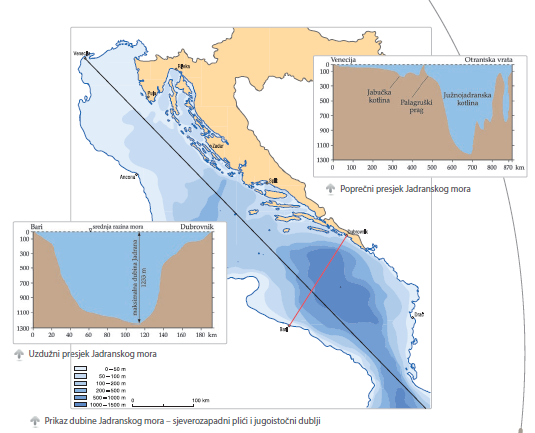 Venecija
Rijeka
Pula
Zadar
Ancona
Split
Dubrovnik
Bari
Drač
Venecija Otrantska vrata
0
100
300
500
700
900
1100
1300
Jabučka
kotlina
Palagruški
prag
Južnojadranska
kotlina
0 100 200 300 400 500 600 700 800 870 km
Poprečni presjek Jadranskog mora
Bari srednja razina mora Dubrovnik
0
100
300
500
700
900
1100
1300
maksimalna dubina Jadrana
1233 m
0 20 40 60 80 100 120 140 160 180 km
Uzdužni presjek Jadranskog mora
0–50 m
50–100 m
100–200 m
200–500 m
500–1000 m
1000–1500 m
0 100 km
Prikaz dubine Jadranskog mora – sjeverozapadni plići i jugoistočni dublji